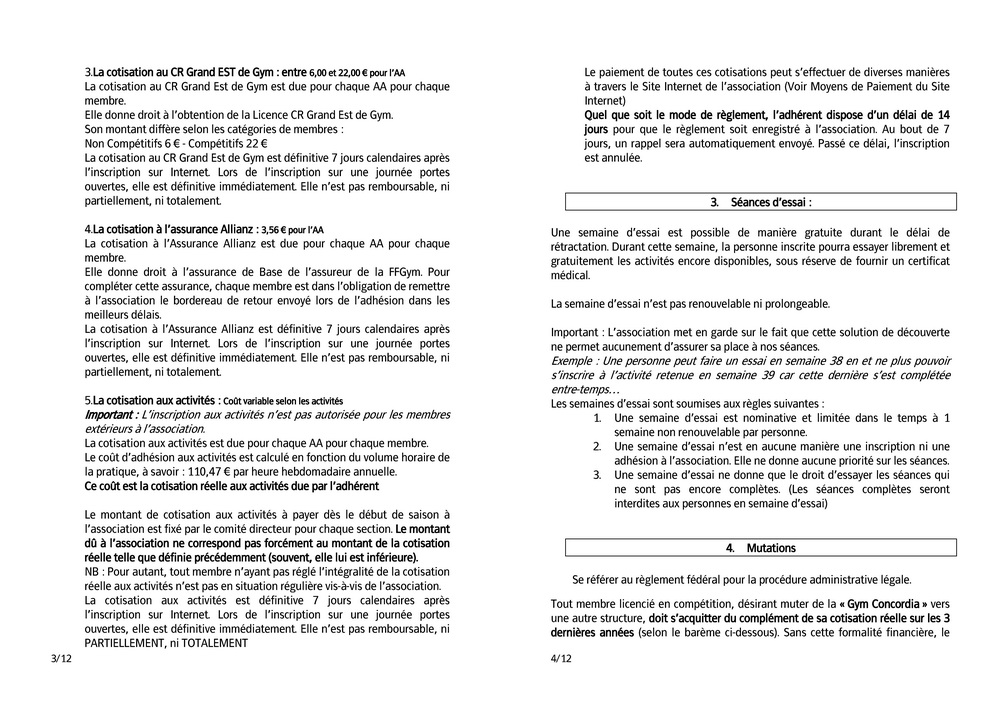 3.La cotisation au CR Grand EST de Gym : entre 6,00 et 22,00 € pour l'AA
La cotisation au CR Grand Est de Gym est due pour chaque AA pour chaque
membre.
Elle donne droit à l'obtention de la Licence CR Grand Est de Gym.
Son montant diffère selon les catégories de membres :
Non Compétitifs 6 € - Compétitifs 22 €
La cotisation au CR Grand Est de Gym est définitive 7 jours calendaires après
l'inscription sur Internet. Lors de l'inscription sur une journée portes
ouvertes, elle est définitive immédiatement. Elle n'est pas remboursable, ni
partiellement, ni totalement.
4.La cotisation à l'assurance Allianz : 3,56 € pour l'AA
La cotisation à l'Assurance Allianz est due pour chaque AA pour chaque
membre.
Elle donne droit à l'assurance de Base de l'assureur de la FFGym. Pour
compléter cette assurance, chaque membre est dans l'obligation de remettre
à l'association le bordereau de retour envoyé lors de l'adhésion dans les
meilleurs délais.
La cotisation à l'Assurance Allianz est définitive 7 jours calendaires après
l'inscription sur Internet. Lors de l'inscription sur une journée portes
ouvertes, elle est définitive immédiatement. Elle n'est pas remboursable, ni
partiellement, ni totalement.
5.La cotisation aux activités : Coût variable selon les activités
Important : L'inscription aux activités n'est pas autorisée pour les membres
extérieurs à l'association.
La cotisation aux activités est due pour chaque AA pour chaque membre.
Le coût d'adhésion aux activités est calculé en fonction du volume horaire de
la pratique, à savoir : 110,47 € par heure hebdomadaire annuelle.
Ce coût est la cotisation réelle aux activités due par l'adhérent
Le montant de cotisation aux activités à payer dès le début de saison à
l'association est fixé par le comité directeur pour chaque section. Le montant
dû à l'association ne correspond pas forcément au montant de la cotisation
réelle telle que définie précédemment (souvent, elle lui est inférieure).
NB : Pour autant, tout membre n'ayant pas réglé l'intégralité de la cotisation
réelle aux activités n'est pas en situation régulière vis-à-vis de l'association.
La cotisation aux activités est définitive 7 jours calendaires après
l'inscription sur Internet. Lors de l'inscription sur une journée portes
ouvertes, elle est définitive immédiatement. Elle n'est pas remboursable, ni
PARTIELLEMENT, ni TOTALEMENT
3/12
Le paiement de toutes ces cotisations peut s'effectuer de diverses manières
à travers le Site Internet de l'association (Voir Moyens de Paiement du Site
Internet)
Quel que soit le mode de règlement, l'adhérent dispose d'un délai de 14
jours pour que le règlement soit enregistré à l'association. Au bout de 7
jours, un rappel sera automatiquement envoyé. Passé ce délai, l'inscription
est annulée.
3. Séances d'essai :
Une semaine d'essai est possible de manière gratuite durant le délai de
rétractation. Durant cette semaine, la personne inscrite pourra essayer librement et
gratuitement les activités encore disponibles, sous réserve de fournir un certificat
médical.
La semaine d'essai n'est pas renouvelable ni prolongeable.
Important : L'association met en garde sur le fait que cette solution de découverte
ne permet aucunement d'assurer sa place à nos séances.
Exemple : Une personne peut faire un essai en semaine 38 en et ne plus pouvoir
s'inscrire à l'activité retenue en semaine 39 car cette dernière s'est complétée
entre-temps…
Les semaines d'essai sont soumises aux règles suivantes :
1. Une semaine d'essai est nominative et limitée dans le temps à 1
semaine non renouvelable par personne.
2. Une semaine d'essai n'est en aucune manière une inscription ni une
adhésion à l'association. Elle ne donne aucune priorité sur les séances.
3. Une semaine d'essai ne donne que le droit d'essayer les séances qui
ne sont pas encore complètes. (Les séances complètes seront
interdites aux personnes en semaine d'essai)
4. Mutations
Se référer au règlement fédéral pour la procédure administrative légale.
Tout membre licencié en compétition, désirant muter de la « Gym Concordia » vers
une autre structure, doit s'acquitter du complément de sa cotisation réelle sur les 3
dernières années (selon le barème ci-dessous). Sans cette formalité financière, le
4/12